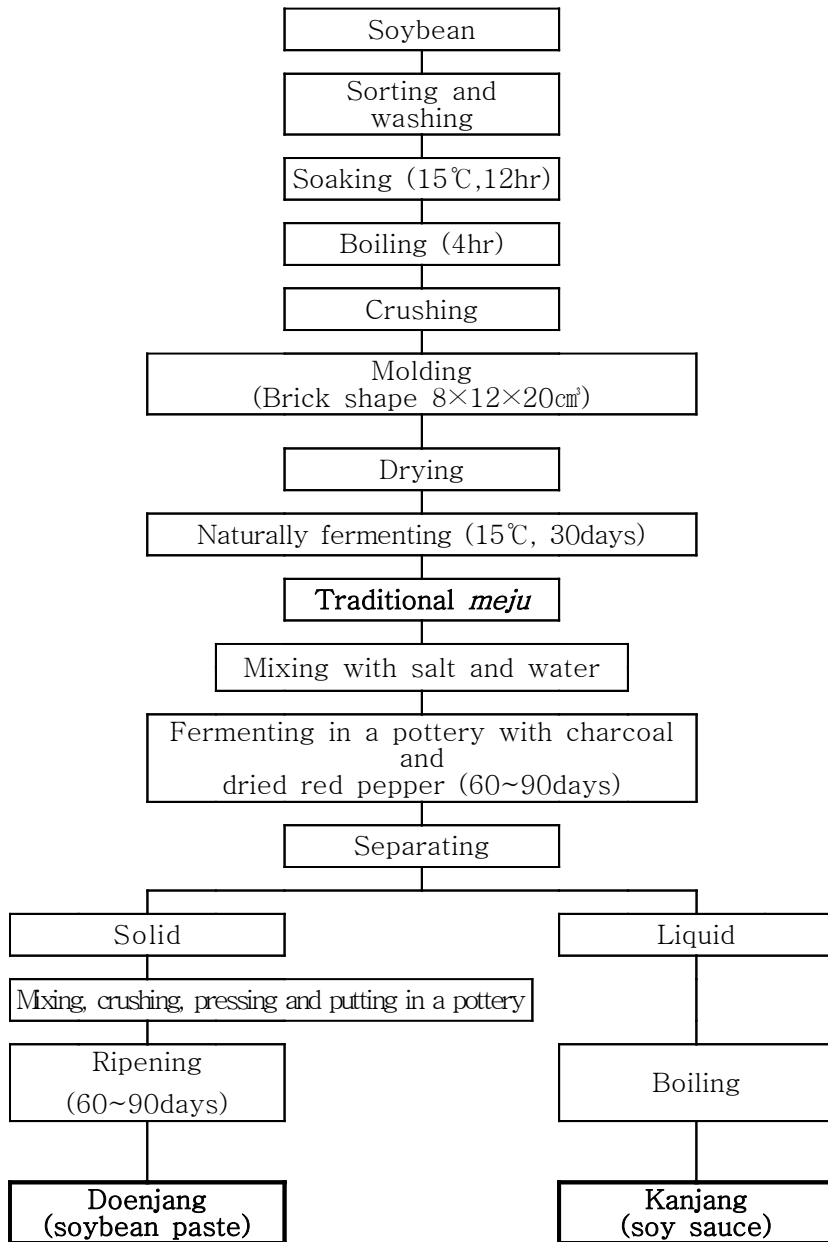 Soybean
Sorting and
washing
Soaking (15℃,12hr)
Boiling (4hr)
Crushing
Molding
(Brick shape 8×12×20㎤)
Drying
Naturally fermenting (15℃, 30days)
Traditional meju
Mixing with salt and water
Fermenting in a pottery with charcoal
and
dried red pepper (60~90days)
Separating
Solid
Liquid
Mixing, crushing, pressing and putting in a pottery
Ripening
(60~90days)
Boiling
Doenjang
(soybean paste)
Kanjang
(soy sauce)